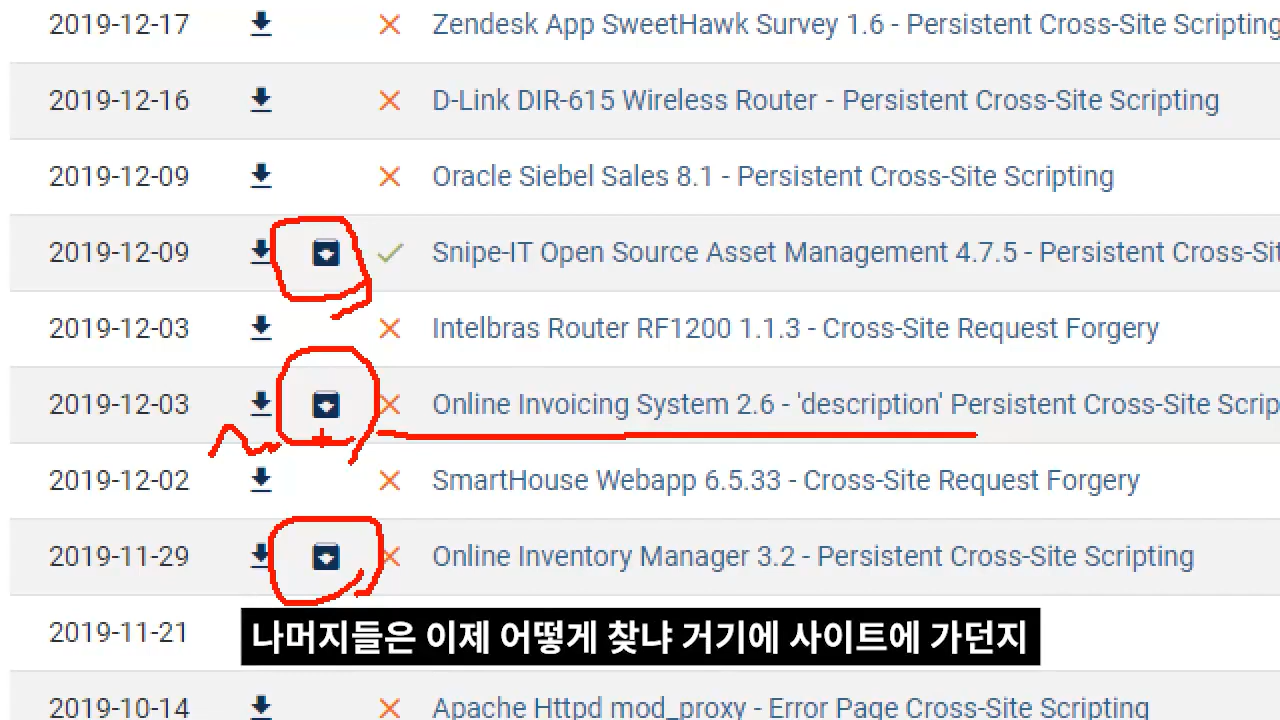 2019-12-17 Zendesk App SweetHawk Survey 1.6 - Persistent Cross-Site Scripting
2019-12-16 D-Link DIR-615 Wireless Router - Persistent Cross-Site Scripting
2019-12-09 Oracle Siebel Sales 8.1 - Persistent Cross-Site Scripting
2019-12-09 Snipe-IT Open Source Asset Management 4.7.5 - Persistent Cross-Sit
2019-12-03 Intelbras Router RF1200 1.1.3 - Cross-Site Request Forgery
2019-12-03 Online Invoicing System 2.6 - 'description' Persistent Cross-Site Scrip
2019-12-02 SmartHouse Webapp 6.5.33 - Cross-Site Request Forgery
2019-11-29 Online Inventory Manager 3.2 - Persistent Cross-Site Scripting
2019-11-21
나머지들은 이제 어떻게 찾냐 거기에 사이트에 가던지
2019-10-14 Apache Httpd mod_proxy - Error Page Cross-Site Scripting